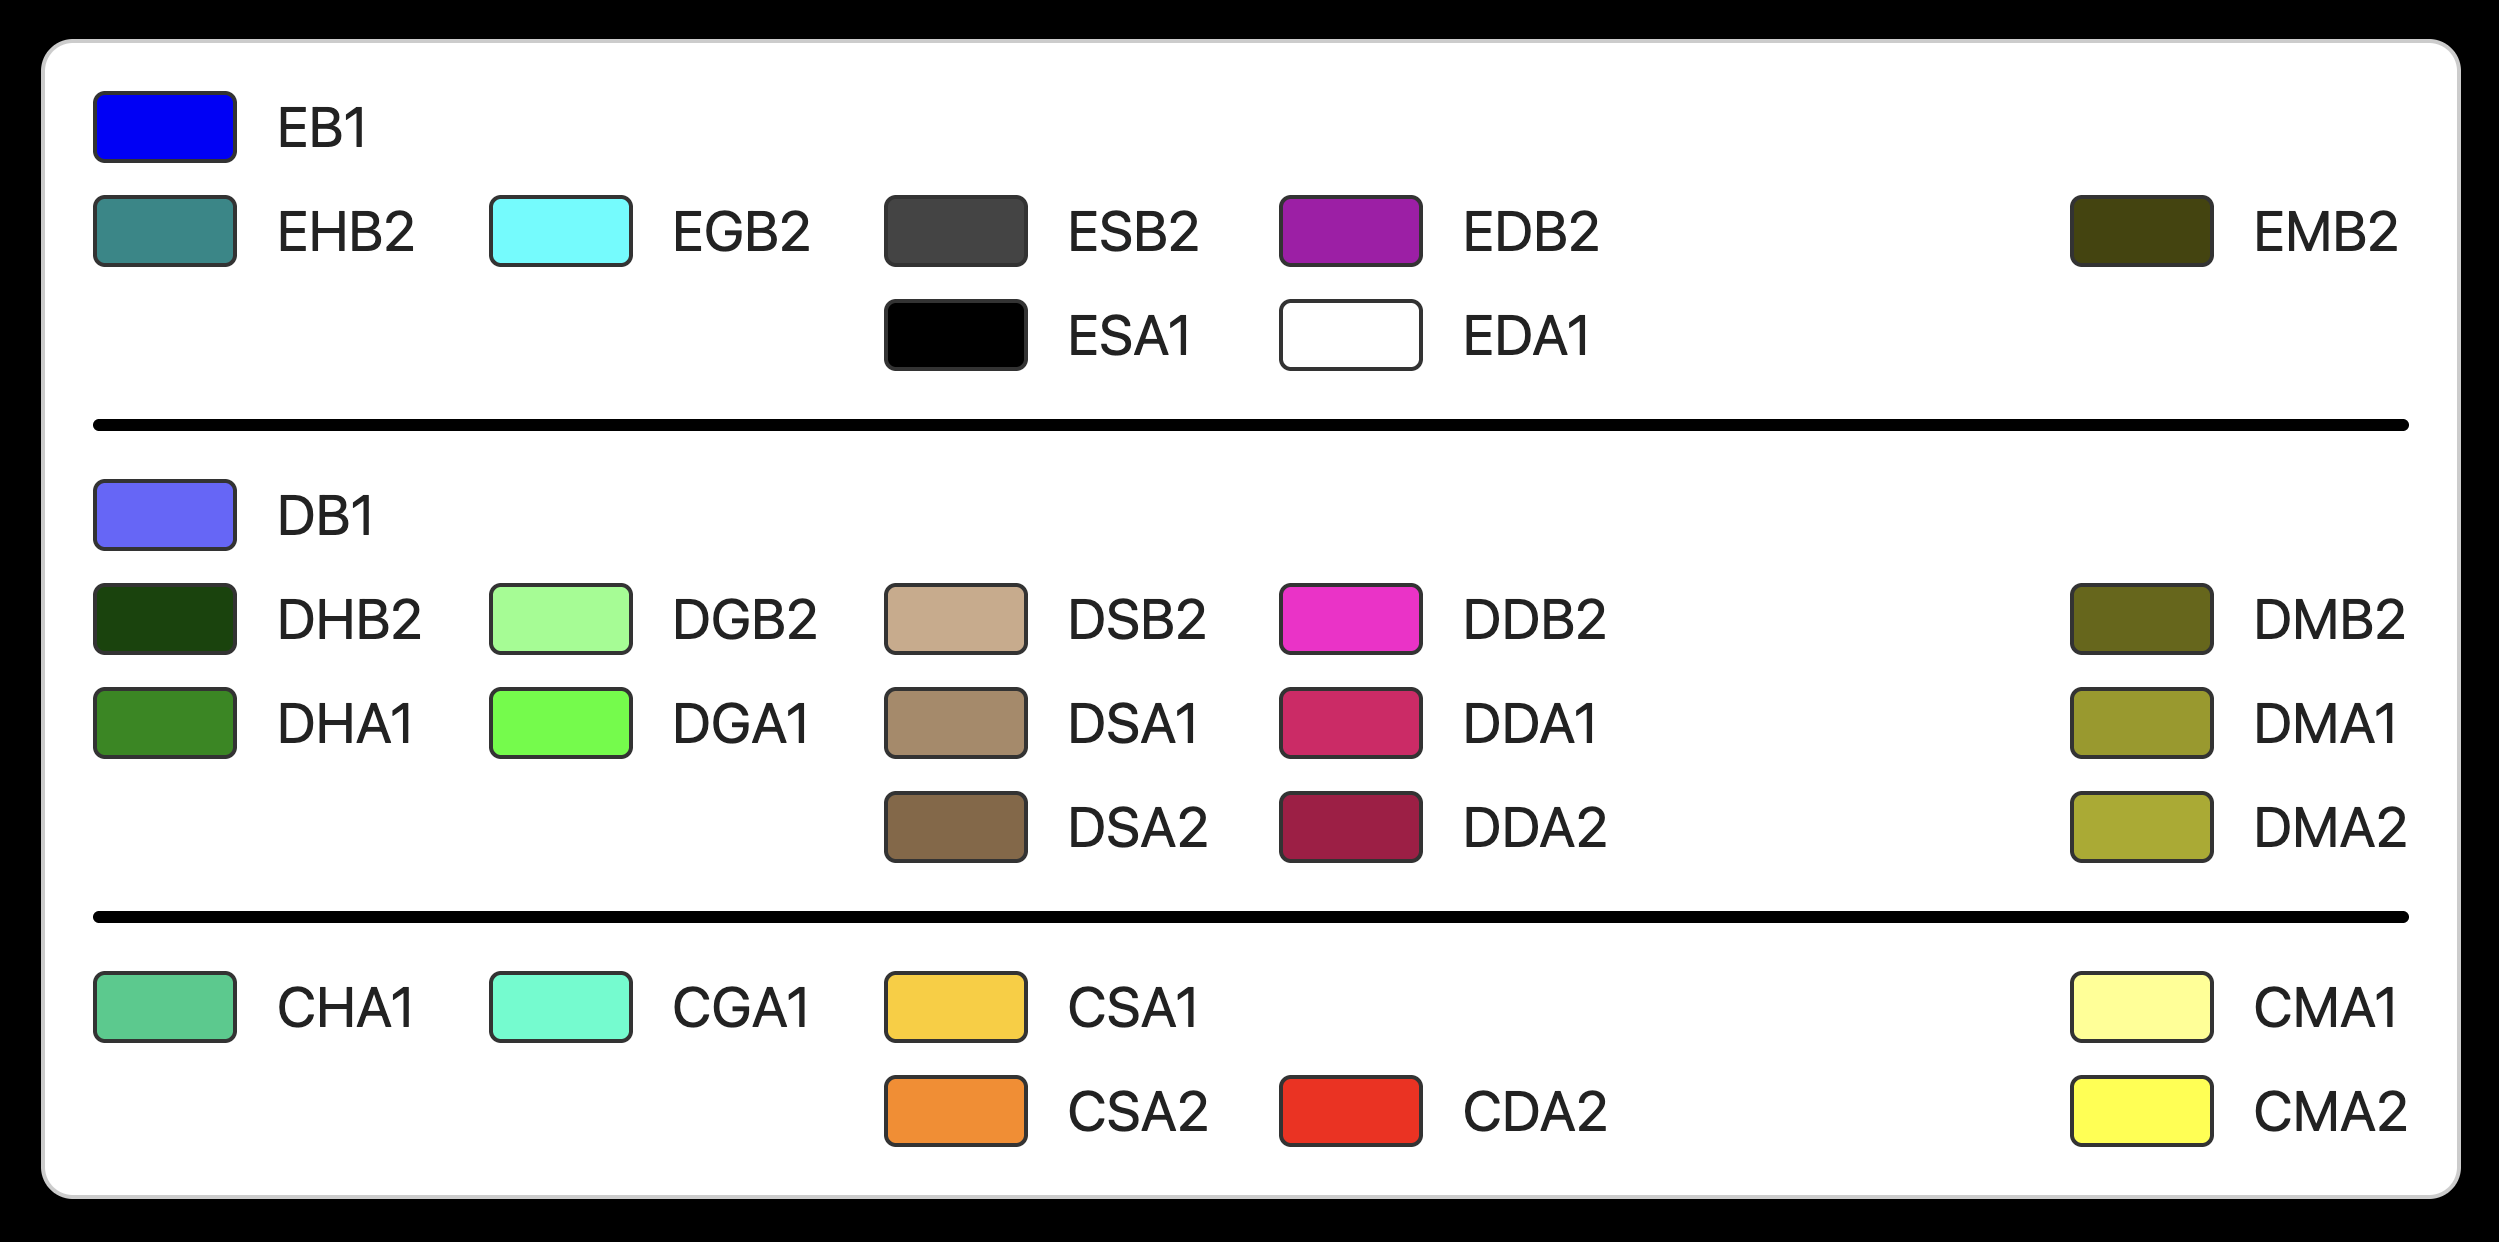 EB1
EHB2 EGB2 ESB2 EDB2 EMB2
ESA1 EDA1
DB1
DHB2 DGB2 DSB2 DDB2 DMB2
DHA1 DGA1 DSA1 DDA1 DMA1
DSA2 DDA2 DMA2
CHA1 CGA1 CSA1 CMA1
CSA2 CDA2 CMA2